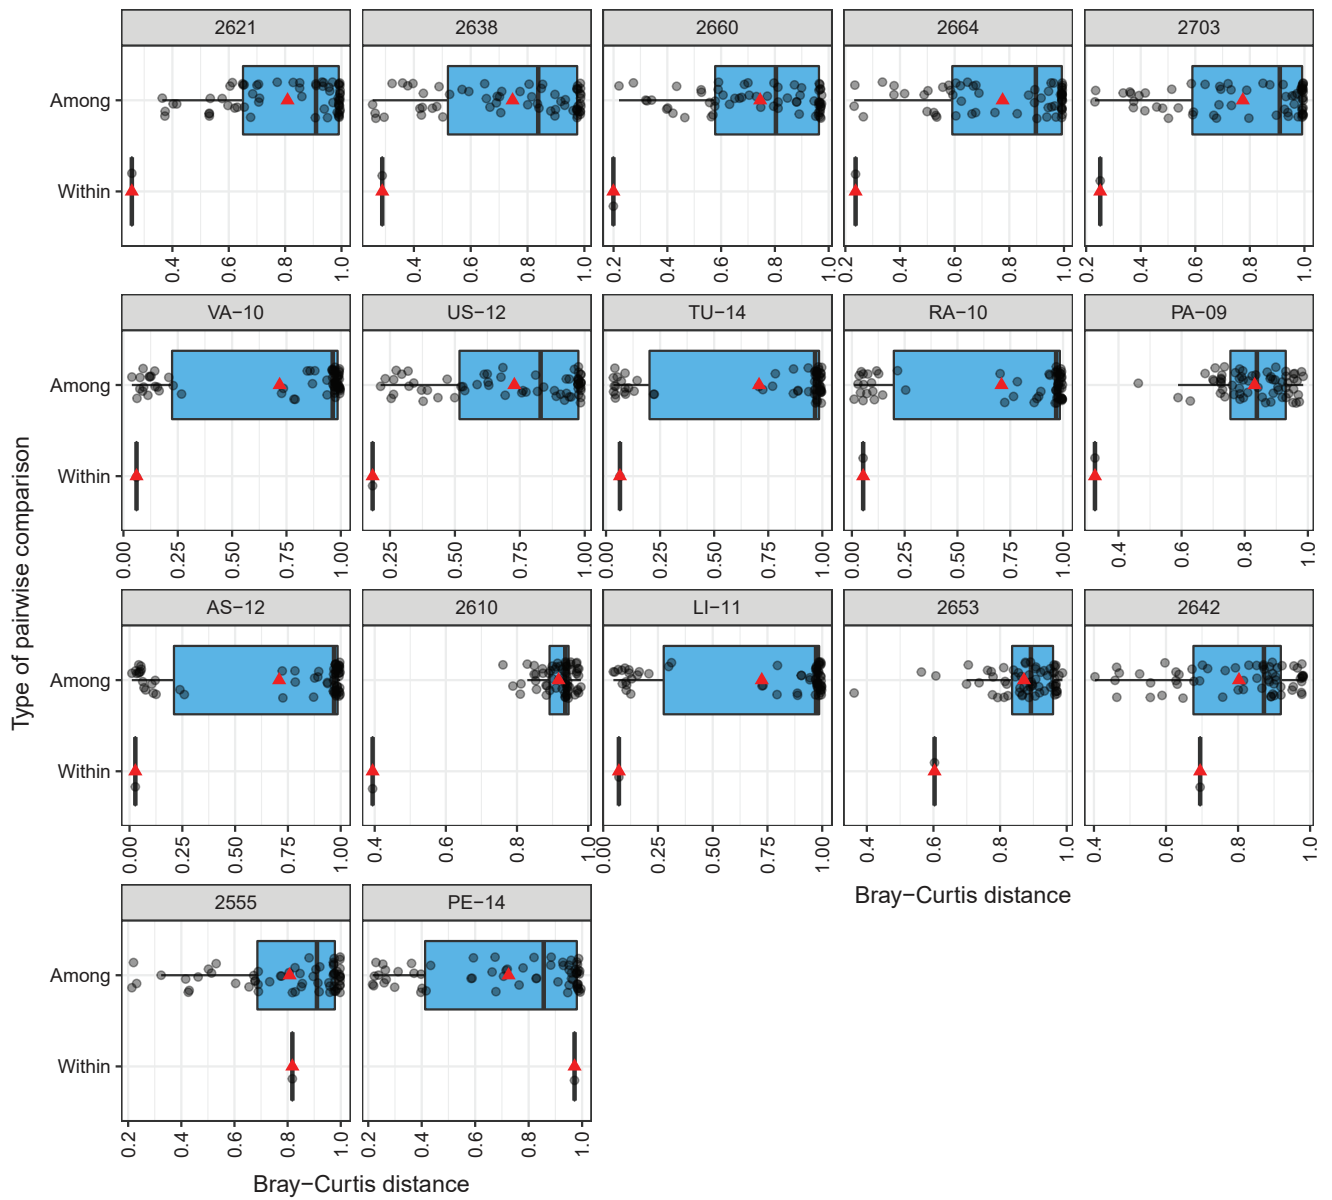 2621 2638 2660 2664 2703
Among
Within
0.4 0.6 0.8 1.0 0.4 0.6 0.8 1.0 0.2 0.4 0.6 0.8 1.0 0.2 0.4 0.6 0.8 1.0 0.2 0.4 0.6 0.8 1.0
VA−10 US−12 TU−14 RA−10 PA−09
Among
Within
0.00 0.25 0.50 0.75 1.00 0.25 0.50 0.75 1.00 0.00 0.25 0.50 0.75 1.00 0.00 0.25 0.50 0.75 1.00 0.4 0.6 0.8 1.0
Type of pairwise comparison
AS−12 2610 LI−11 2653 2642
Among
Within
0.00 0.25 0.50 0.75 1.00 0.4 0.6 0.8 1.0 0.00 0.25 0.50 0.75 1.00 0.4 0.6 0.8 1.0 0.4 0.6 0.8 1.0
Bray−Curtis distance
2555 PE−14
Among
Within
0.2 0.4 0.6 0.8 1.0 0.2 0.4 0.6 0.8 1.0
Bray−Curtis distance